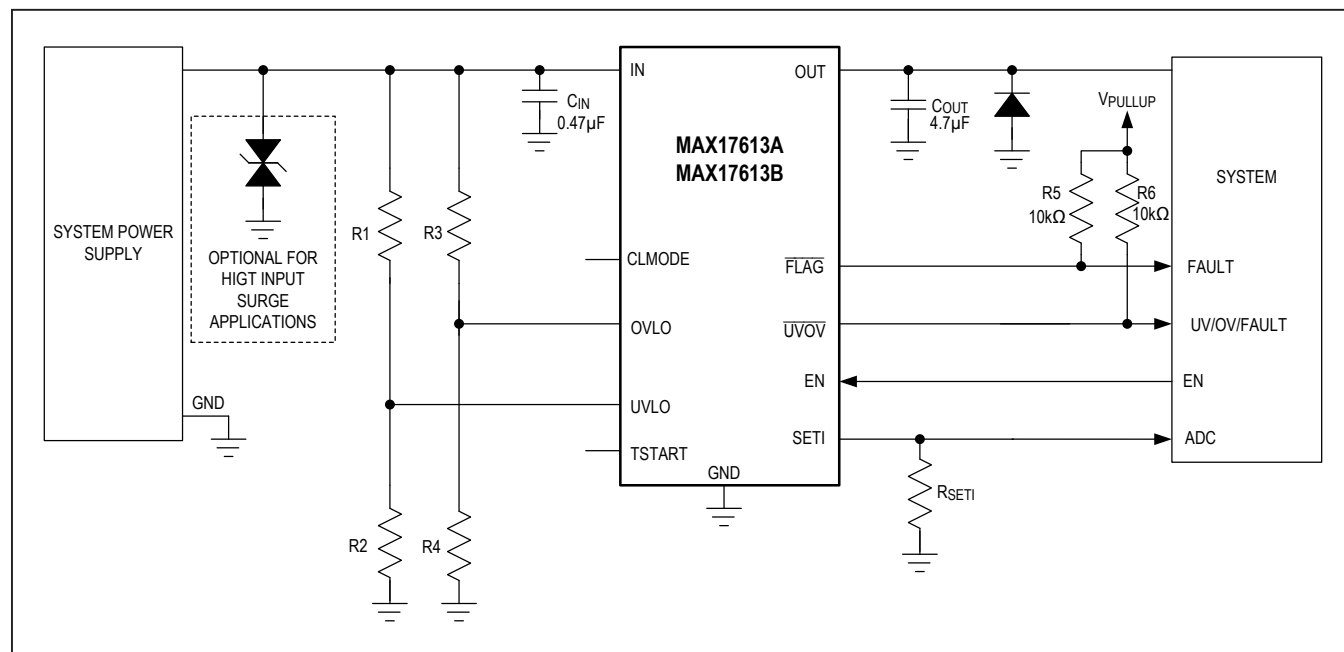 SYSTEM POWER
SUPPLY
GND
OPTIONAL FOR
HIGT INPUT
SURGE
APPLICATIONS
R1
R3
R2
R4
CIN
0.47µF
IN
OUT
MAX17613A
MAX17613B
CLMODE
OVLO
UVLO
TSTART
FLAG
UVOV
EN
SETI
GND
COUT
4.7µF
VPULLUP
R5
10kΩ
R6
10kΩ
RSETI
SYSTEM
FAULT
UV/OV/FAULT
EN
ADC